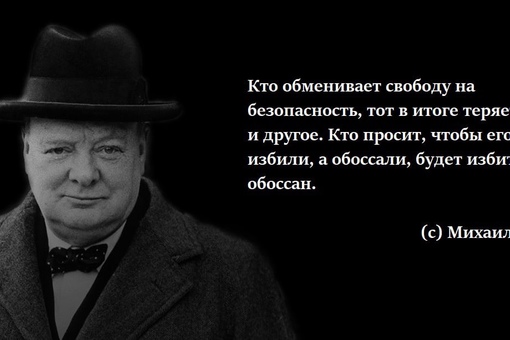 Кто обменивает свободу на
безопасность, тот в итоге теряе
и другое. Кто просит, чтобы его
избили, а обоссали, будет избит
обоссан.
(с) Михаил